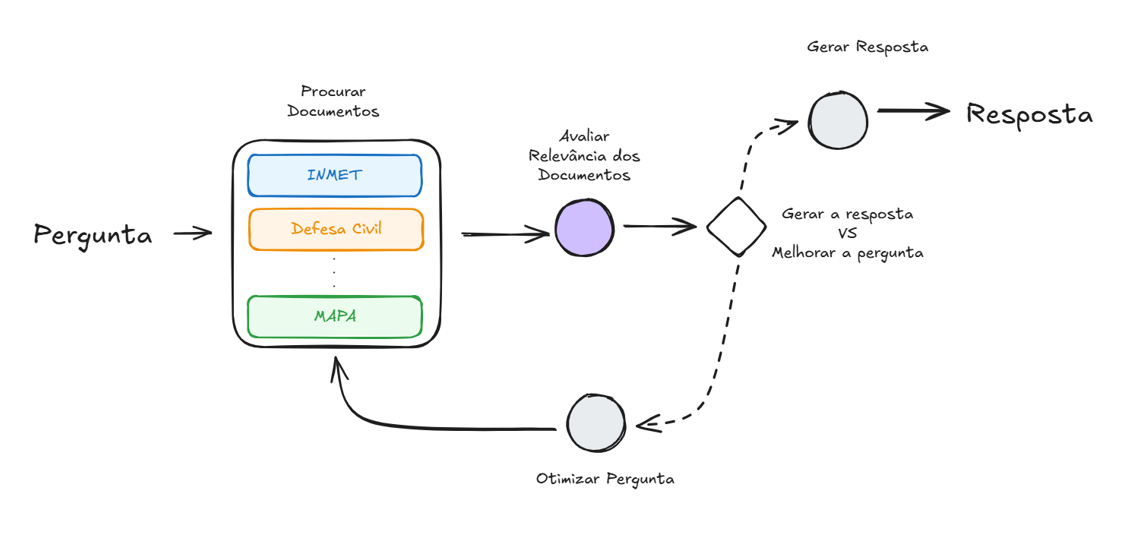 Gerar Resposta
Resposta
Procurar
Documentos
INMET
Defesa Civil
MAPA
Avaliar
Relevância dos
Documentos
Pergunta
Gerar a resposta
VS
Melhorar a pergunta
Otimizar Pergunta